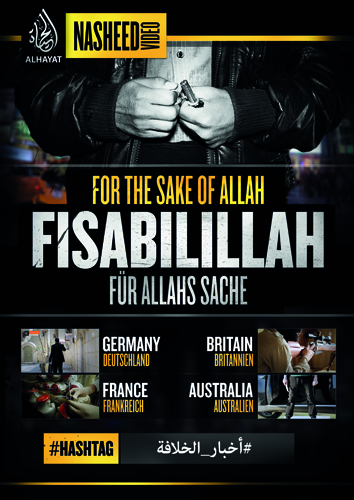 ALHAYAT
NASHEED
VIDEO
FOR THE SAKE OF ALLAH
FISABILILLAH
FÜR ALLAHS SACHE
GERMANY
DEUTSCHLAND
BRITAIN
BRITANNIEN
FRANCE
FRANKREICH
AUSTRALIA
AUSTRALIEN
#HASHTAG
#أخبار_الخلافة